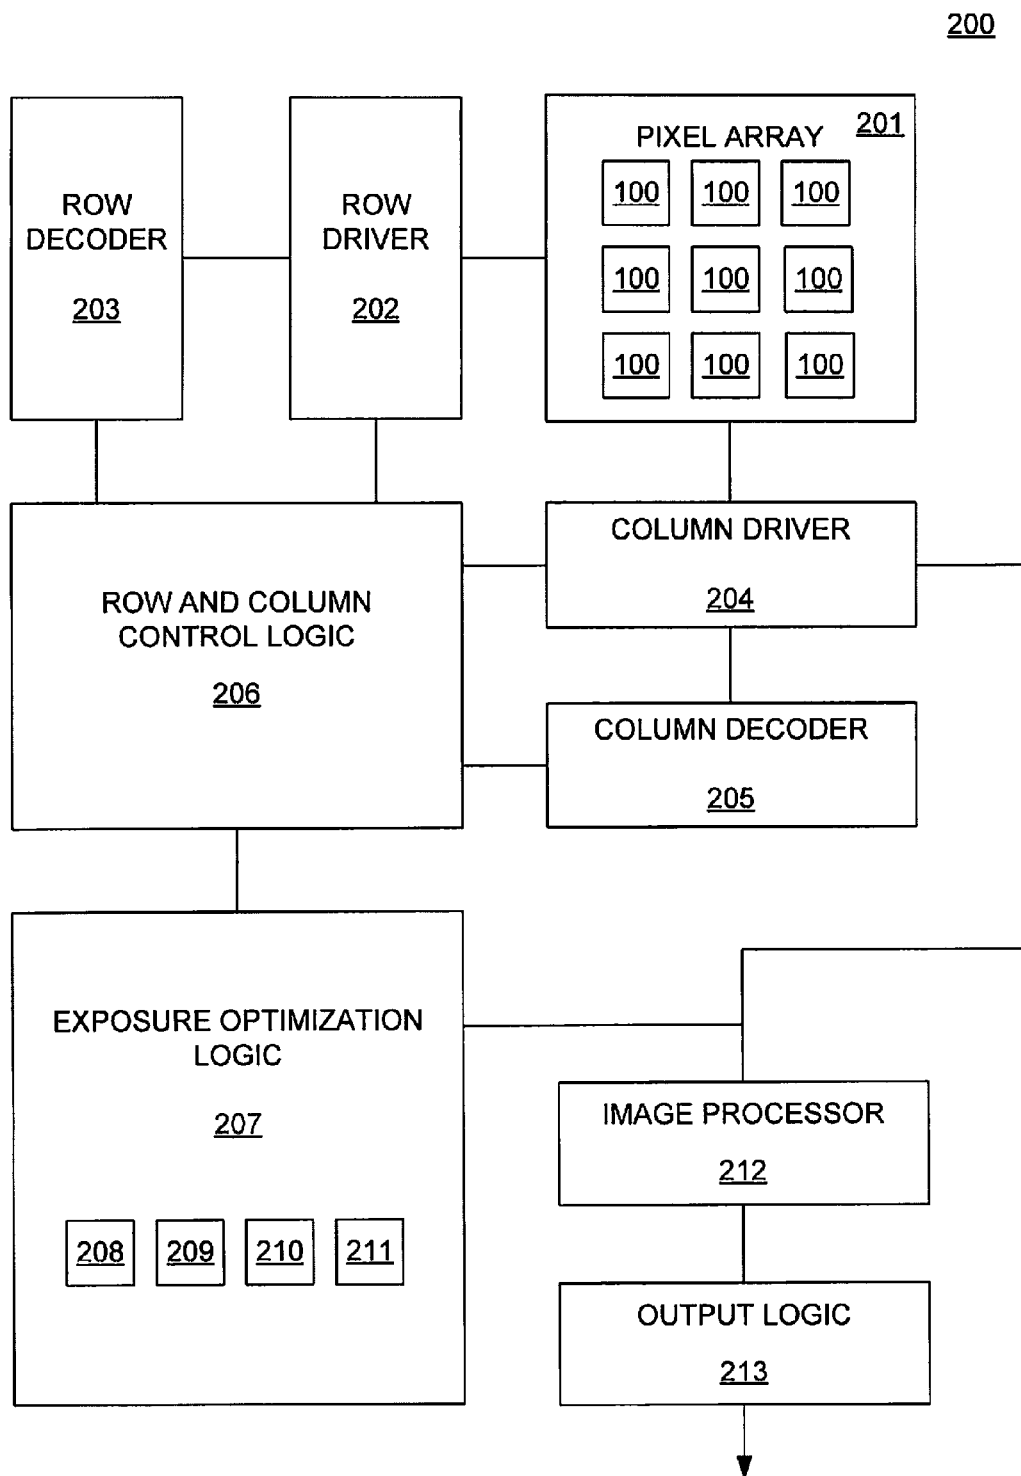 200
ROW
DECODER
203
ROW
DRIVER
202
PIXEL ARRAY
201
100 100 100
100 100 100
100 100 100
ROW AND COLUMN
CONTROL LOGIC
206
COLUMN DRIVER
204
COLUMN DECODER
205
EXPOSURE OPTIMIZATION
LOGIC
207
208 209 210 211
IMAGE PROCESSOR
212
OUTPUT LOGIC
213